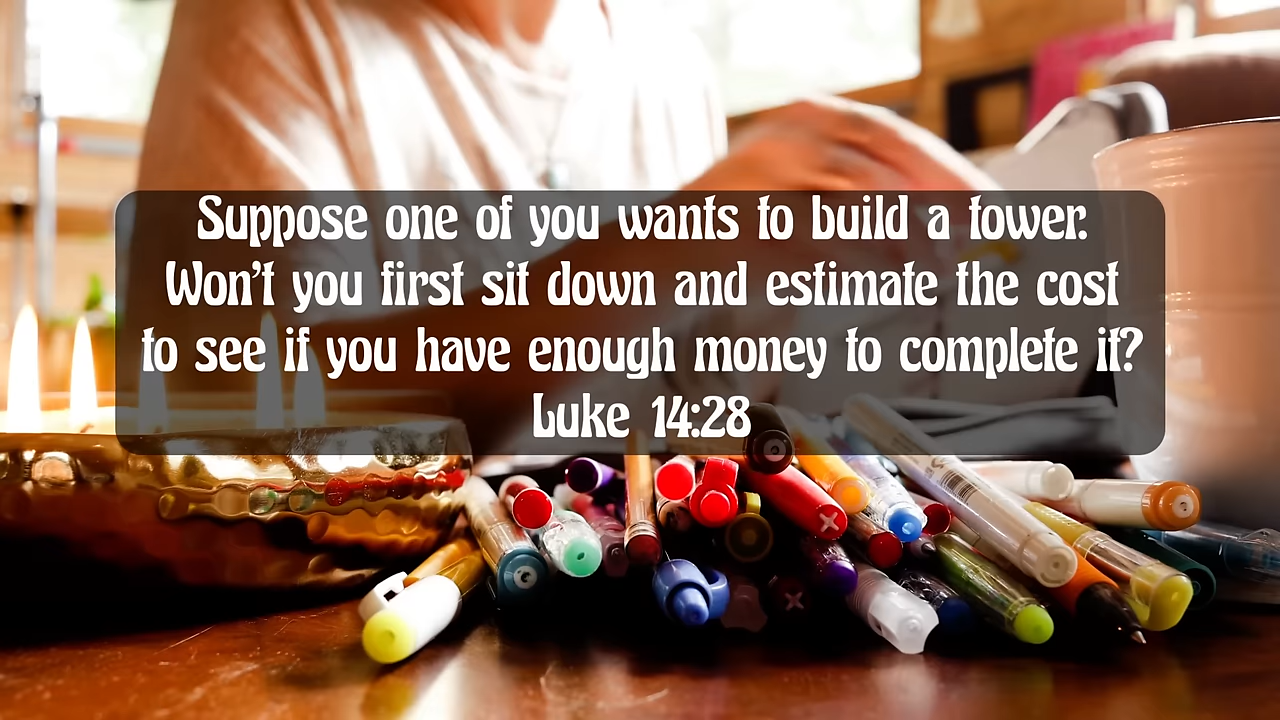 Suppose one of you wants to build a tower.
Won't you first sit down and estimate the cost
to see if you have enough money to complete it?
Luke 14:28